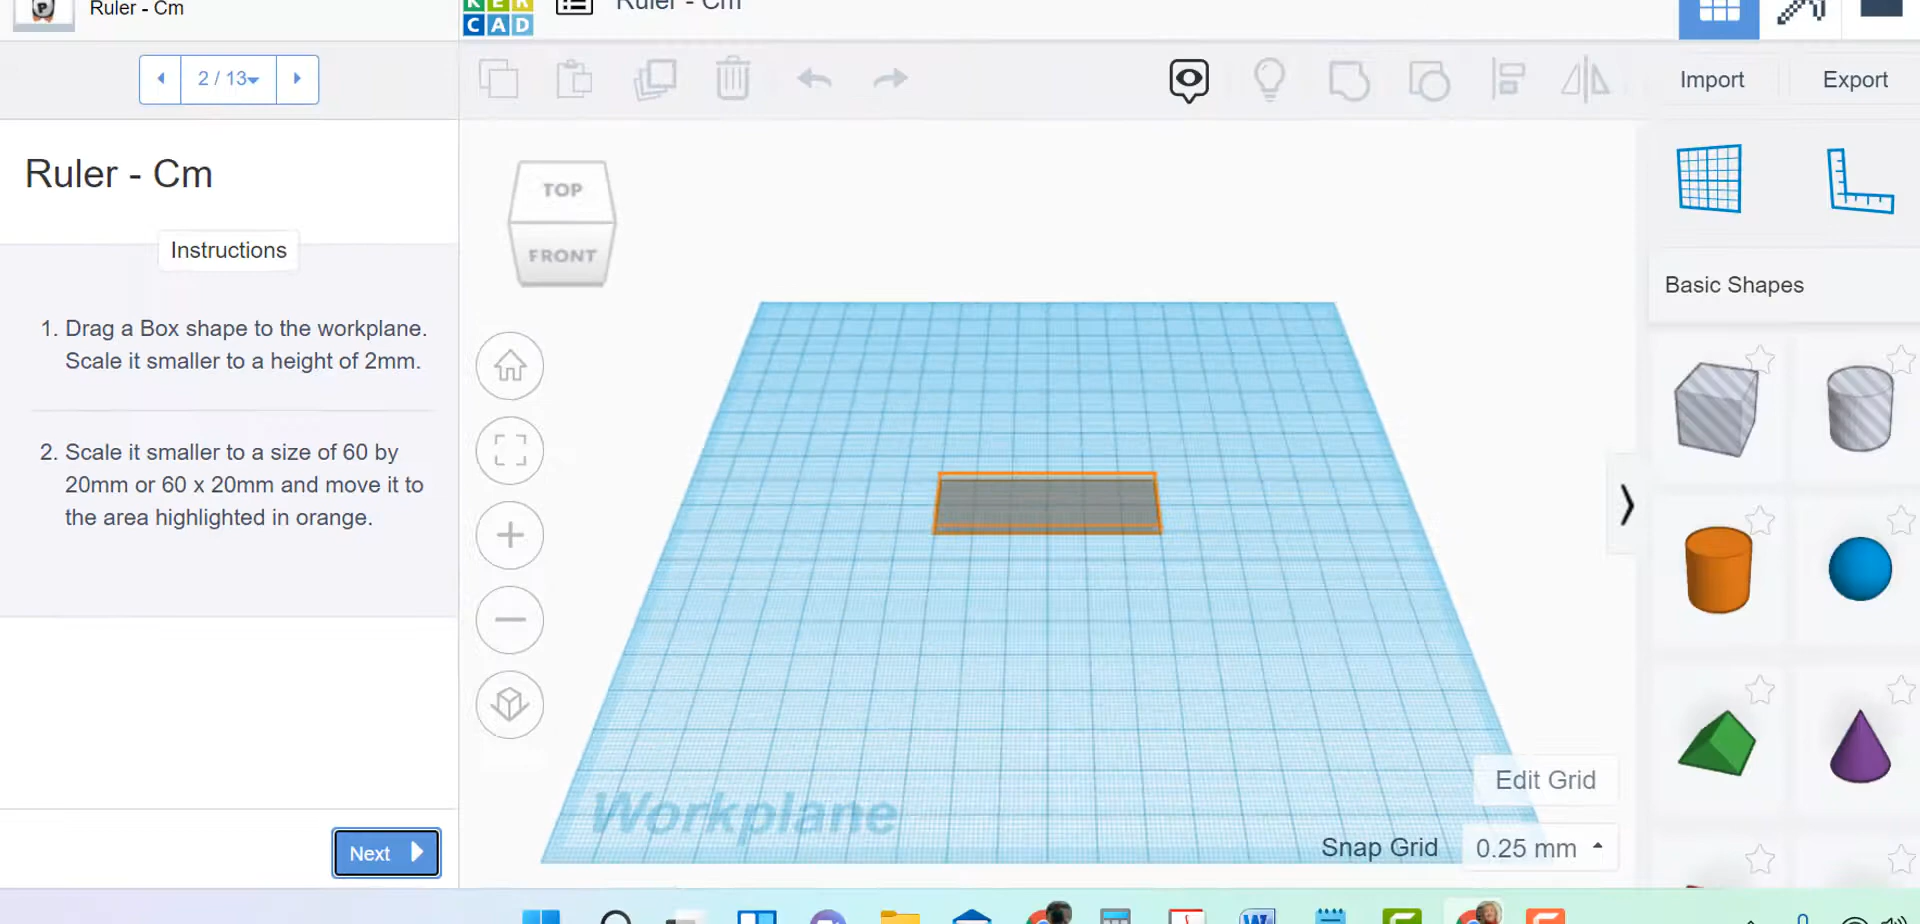 Ruler - Cm
KER
CAD
Ruler - Cm
2 / 13
Import
Export
Ruler - Cm
Instructions
TOP
FRONT
Basic Shapes
1. Drag a Box shape to the workplane.
Scale it smaller to a height of 2mm.
2. Scale it smaller to a size of 60 by
20mm or 60 x 20mm and move it to
the area highlighted in orange.
Workplane
Edit Grid
Snap Grid
0.25 mm
Next